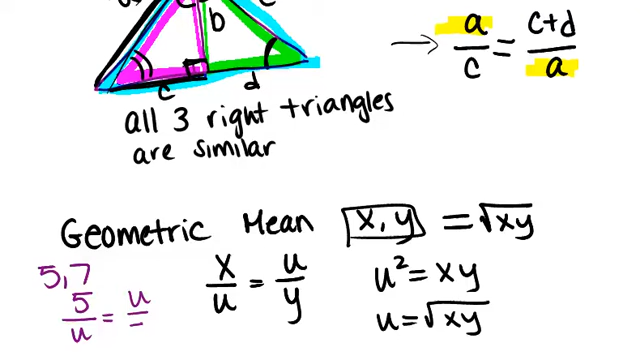 b
c
d
→ a/c = c+d/a
all 3 right triangles
are similar
Geometric Mean x, y = √xy
5, 7
5/u = u/
x/u = u/y
u² = xy
u = √xy